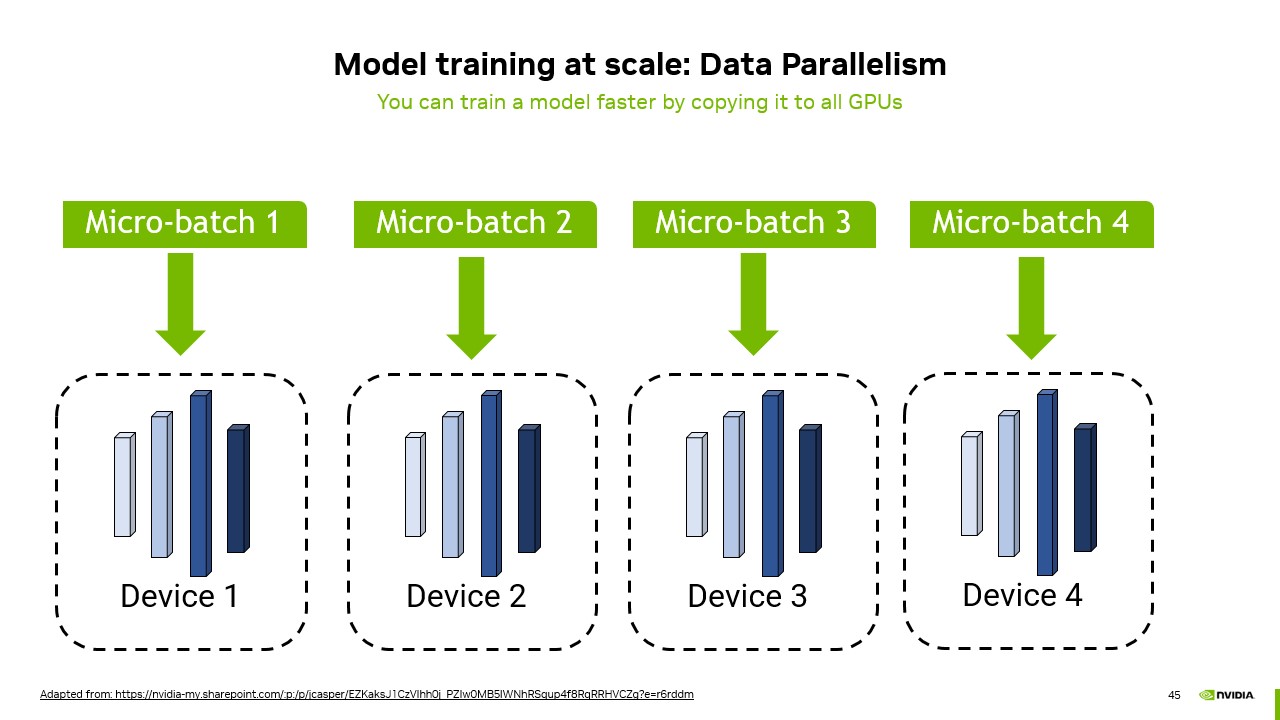 Model training at scale: Data Parallelism
You can train a model faster by copying it to all GPUs
Micro-batch 1
Micro-batch 2
Micro-batch 3
Micro-batch 4
Device 1
Device 2
Device 3
Device 4
Adapted from: https://nvidia-my.sharepoint.com/:p:/p/jcasper/EZKaksJ1CzVIhh0j_PZIw0MB5IWNhRSqup4f8RqRRHVCZg?e=r6rddm
45
NVIDIA